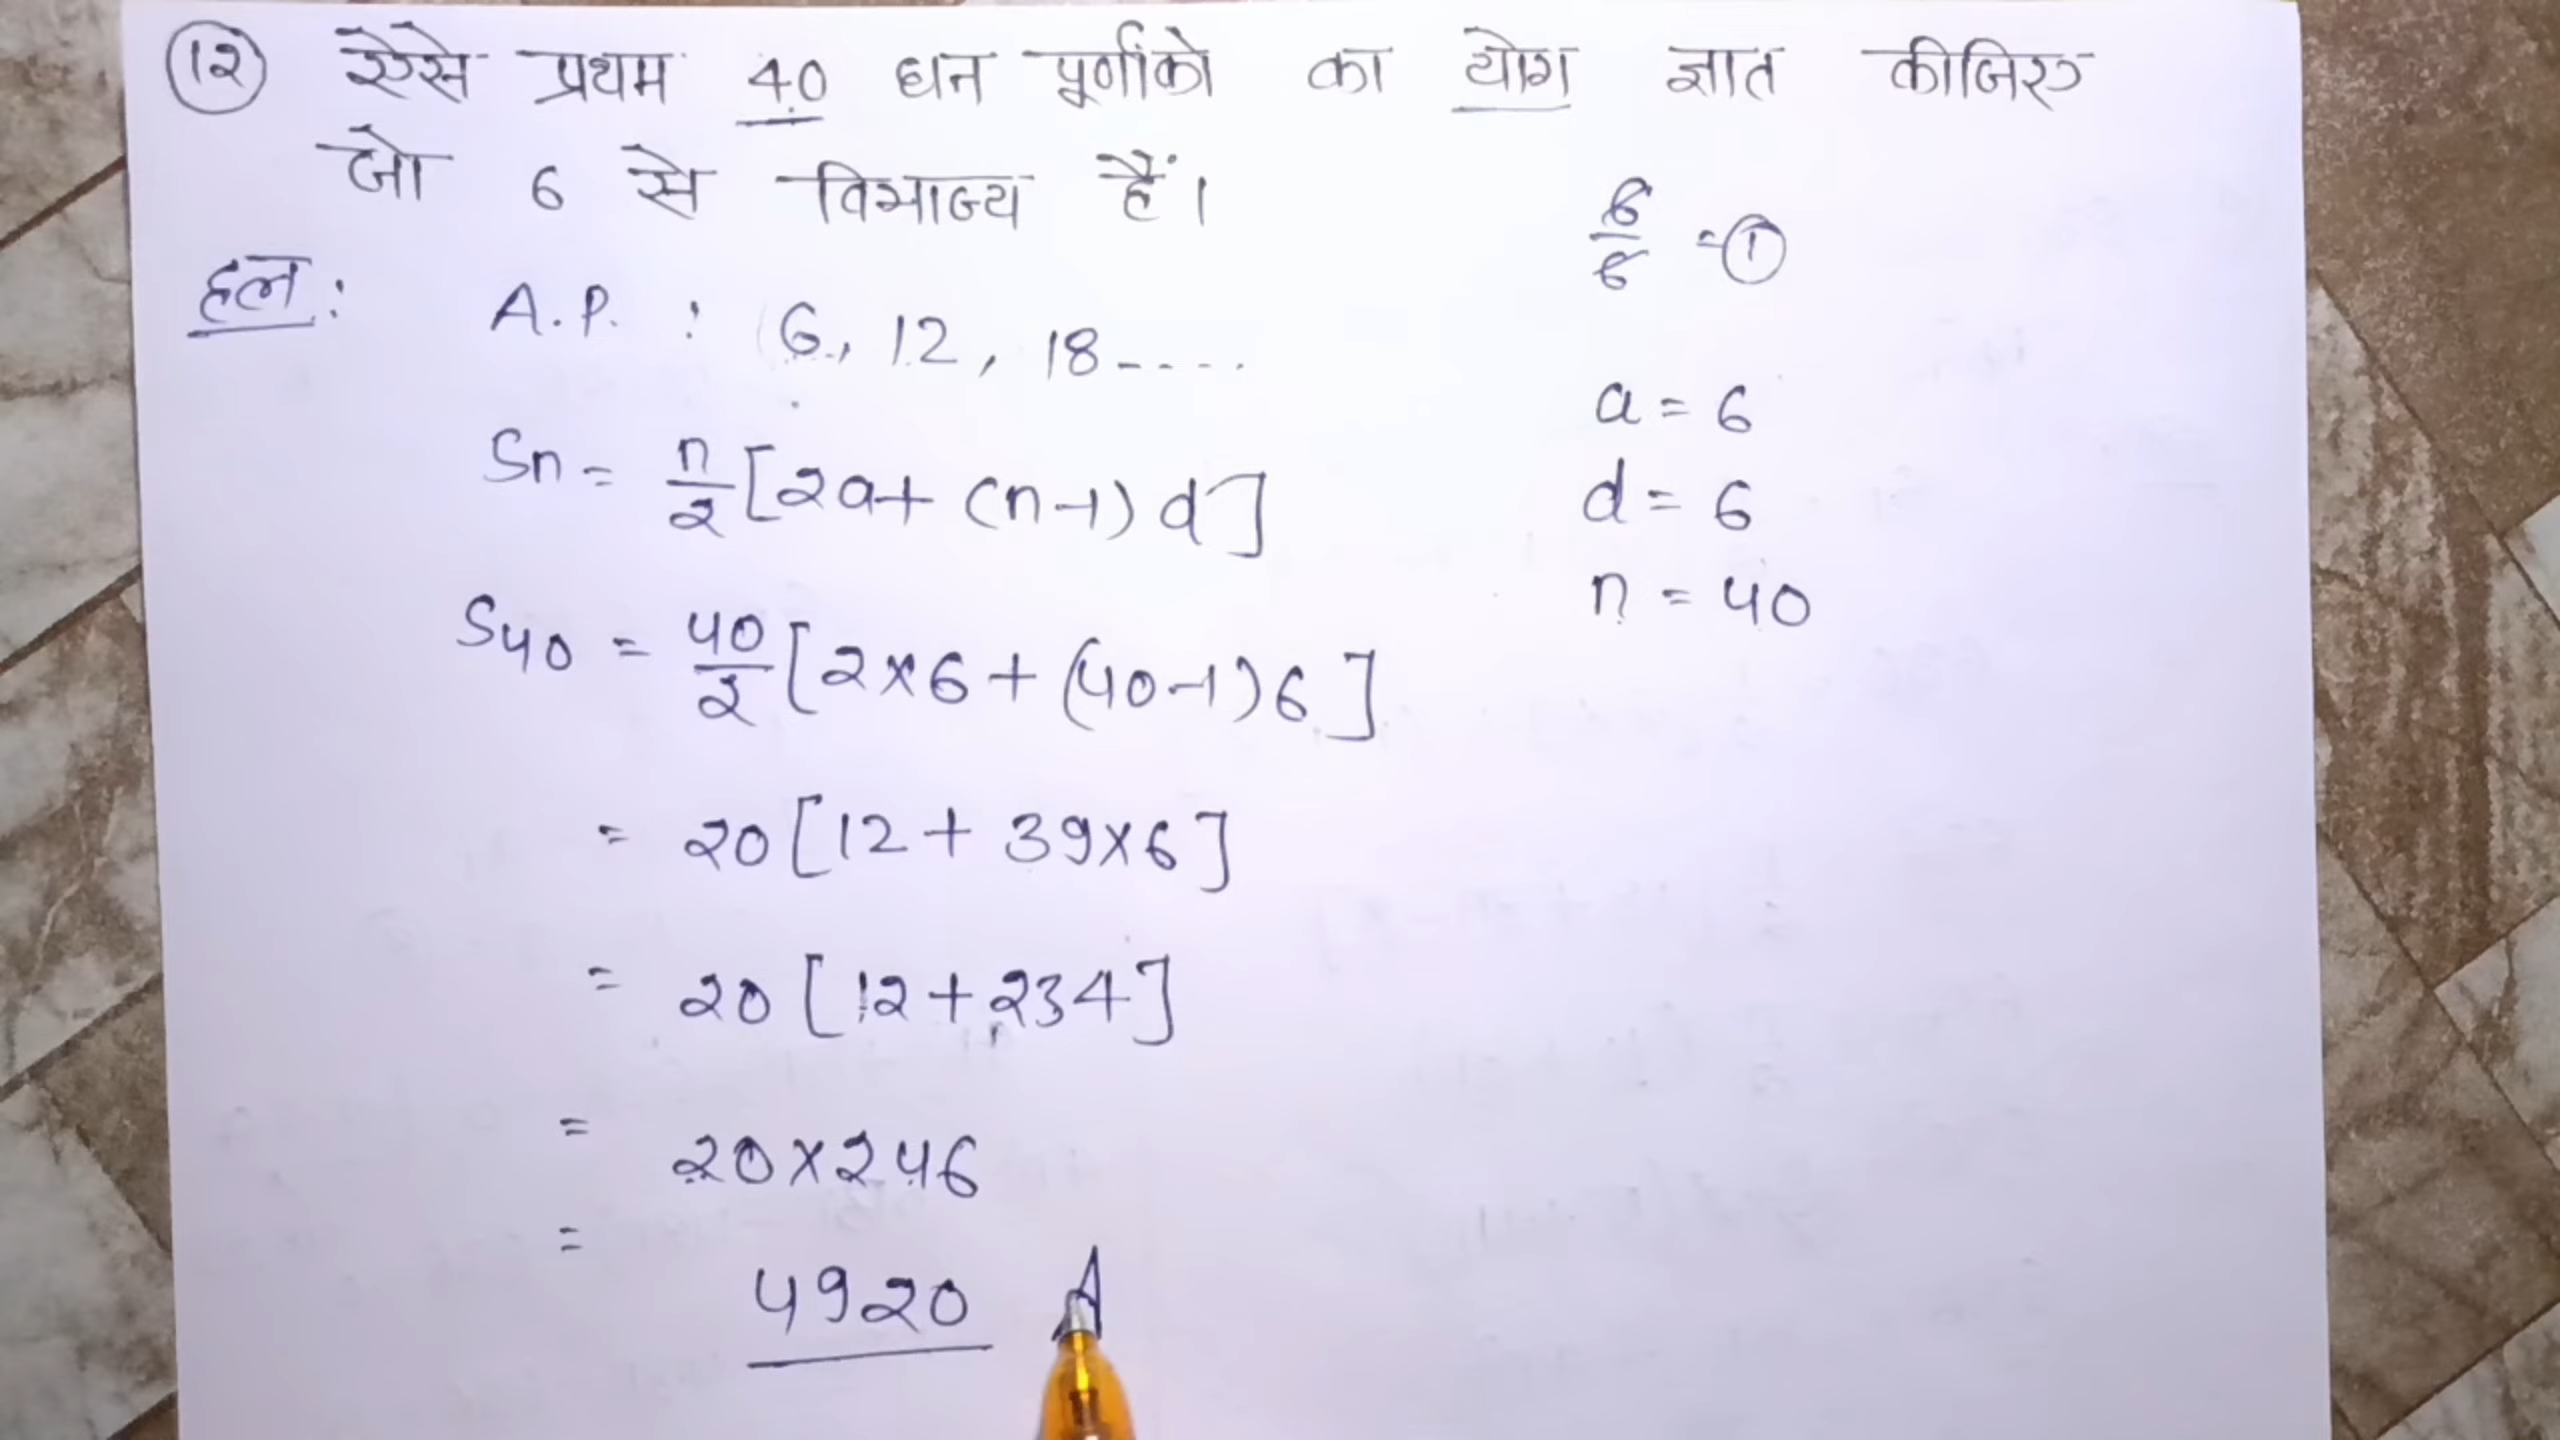 (12) ऐसे प्रथम 40 धन पूर्णांको का योग ज्ञात कीजिए
जो 6 से विभाज्य हैं।
6/6 = 1
हल : A.P. : 6, 12, 18 ----
a = 6
Sn = n/2 [2a + (n-1) d]
d = 6
n = 40
S40 = 40/2 [2×6 + (40-1) 6]
= 20 [12 + 39×6]
= 20 [12 + 234]
= 20×246
= 4920 A